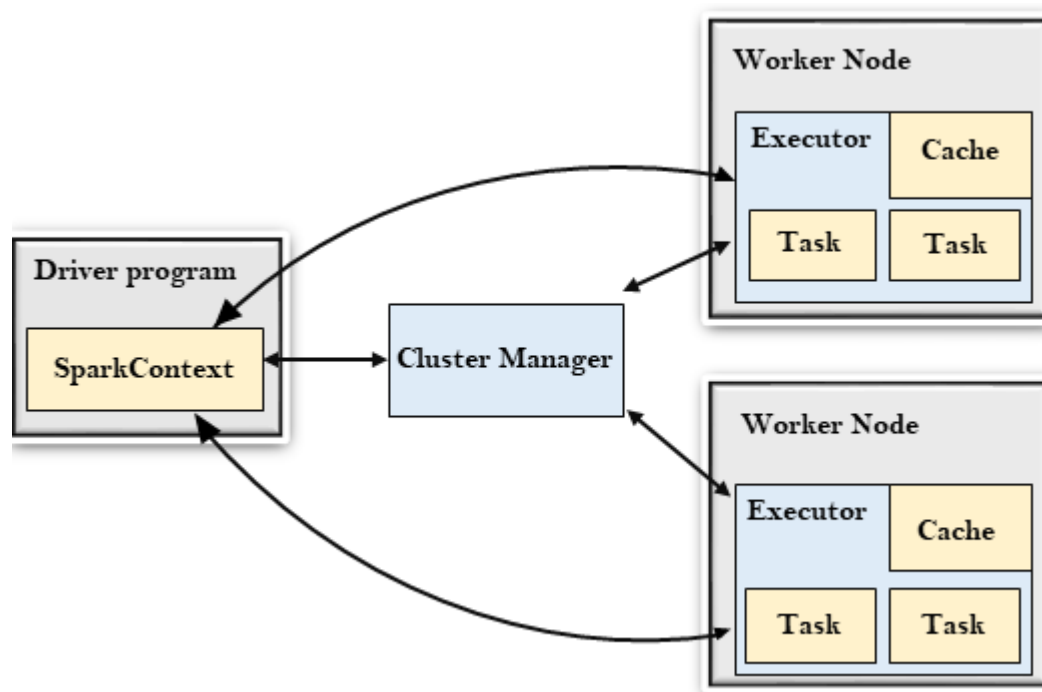 Driver program
SparkContext
Cluster Manager
Worker Node
Executor
Cache
Task
Task
Worker Node
Executor
Cache
Task
Task